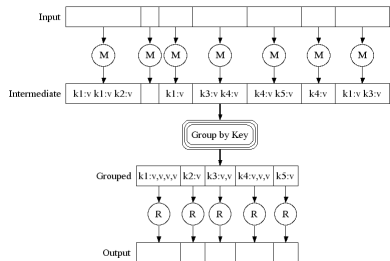 Input
M M M M M M M
Intermediate k1:v k1:v k2:v k1:v k3:v k4:v k4:v k5:v k4:v k1:v k3:v
Group by Key
Grouped k1:v,v,v,v k2:v k3:v,v k4:v,v,v k5:v
R R R R R
Output